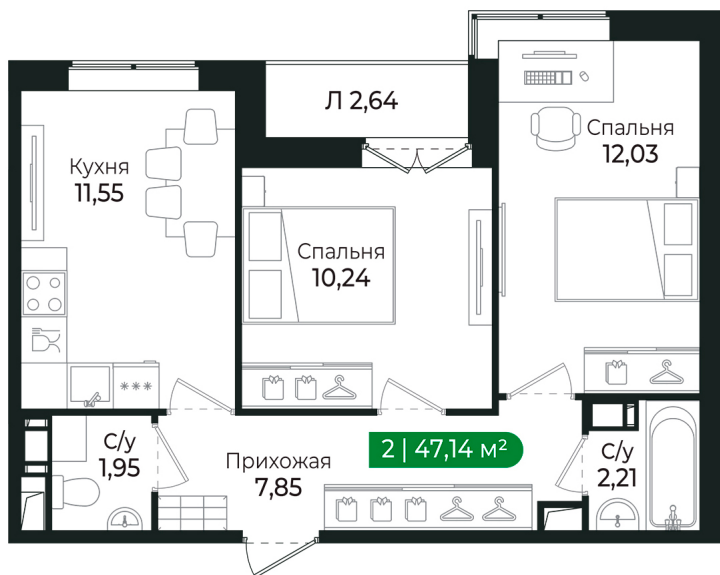 Л 2,64
Спальня
12,03
Кухня
11,55
Спальня
10,24
***
С/у
1,95
Прихожая
7,85
2 | 47,14 м²
С/у
2,21